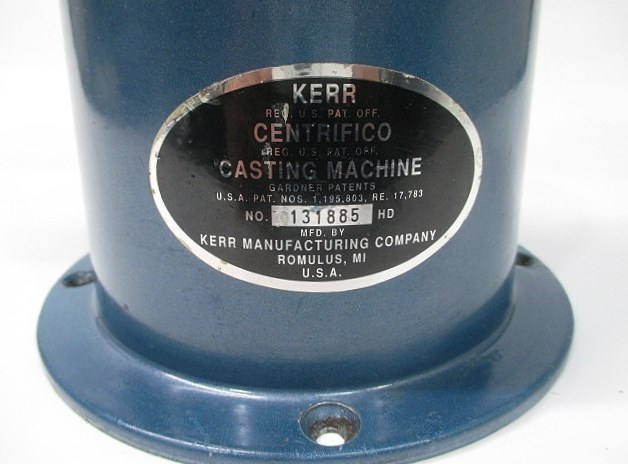 KERR
REG. U.S. PAT. OFF.
CENTRIFICO
REG. U.S. PAT. OFF.
CASTING MACHINE
GARDNER PATENTS
U.S.A. PAT. NOS. 1,195,803, RE. 17,783
NO. 131885 HD
MFD. BY
KERR MANUFACTURING COMPANY
ROMULUS, MI
U.S.A.